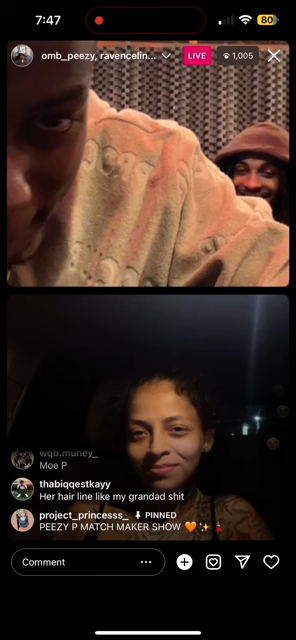 7:47
80
omb_peezy, ravencelin...
LIVE
1,005
wqb.muney_
Moe P
thabiqqestkayy
Her hair line like my grandad shit
project_princesss_ PINNED
PEEZY P MATCH MAKER SHOW 🧡✨💃🏾
Comment